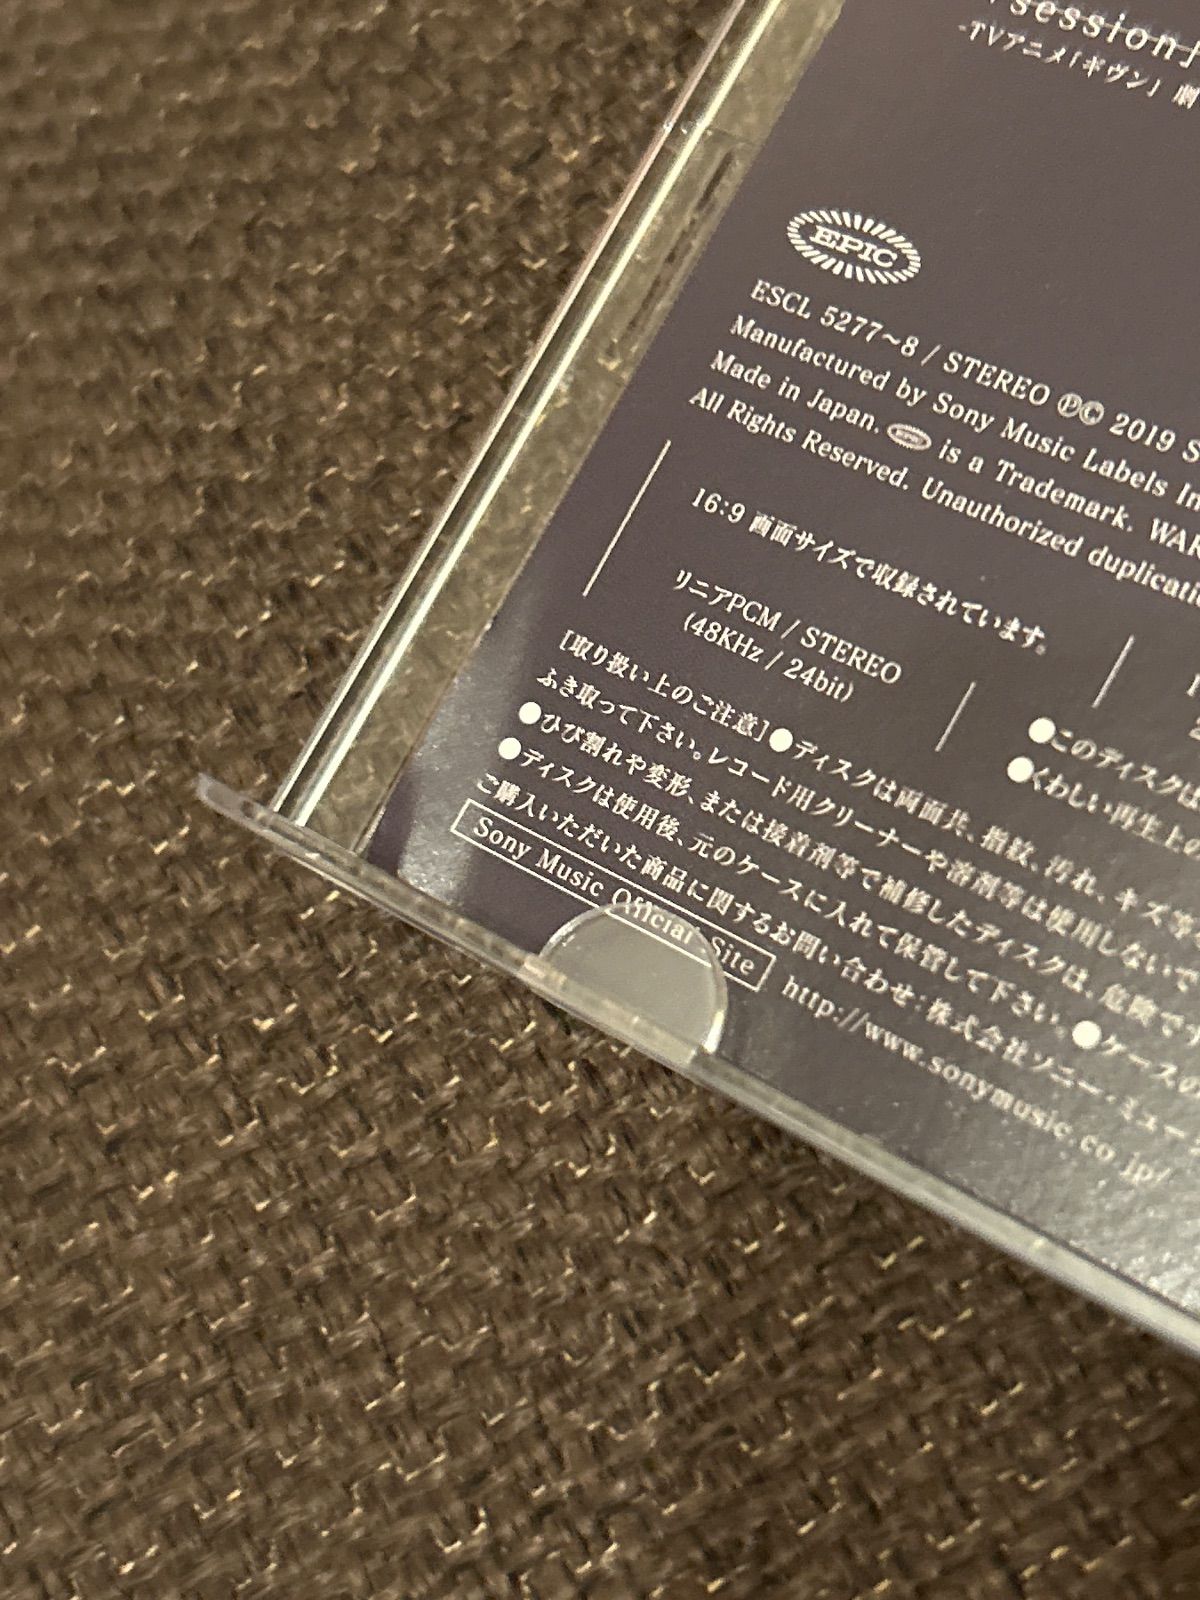 session」
-TVアニメ「ギヴン」 劇
EPIC
ESCL 5277~8 / STEREO ℗© 2019 S
Manufactured by Sony Music Labels In
Made in Japan. EPIC is a Trademark. WAR
All Rights Reserved. Unauthorized duplicati
16:9 画面サイズで収録されています。
リニアPCM / STEREO
(48KHz / 24bit)
●このディスクは
●くわしい再生上の
[取り扱い上のご注意]●ディスクは両面共、指紋、汚れ、キズ等
ふき取って下さい。レコード用クリーナーや溶剤等は使用しないで
●ひび割れや変形、または接着剤等で補修したディスクは、危険です
●ディスクは使用後、元のケースに入れて保管して下さい。●ケースの
ご購入いただいた商品に関するお問い合わせ：株式会社ソニー・ミュー
Sony Music Official Site http://www.sonymusic.co.jp/